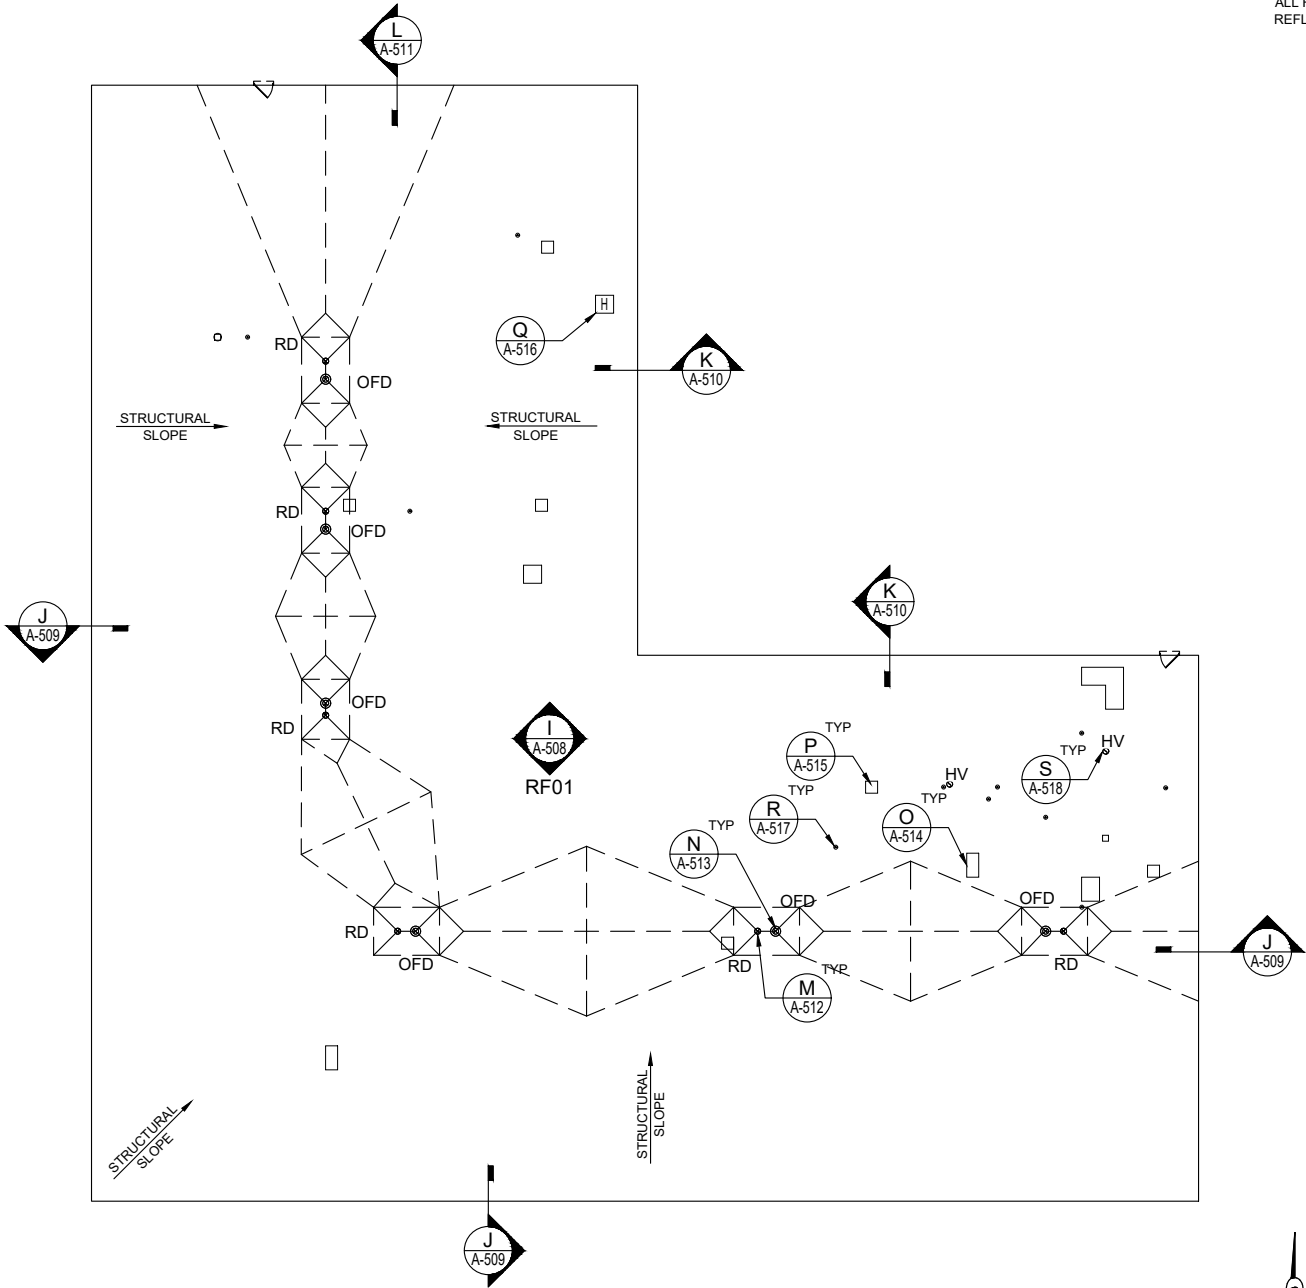 ALL
REFL
L
A-511
H
Q
A-516
RD
OFD
K
A-510
STRUCTURAL
SLOPE
STRUCTURAL
SLOPE
RD
OFD
J
A-509
K
A-510
OFD
RD
I
A-508
RF01
TYP
P
A-515
HV
TYP
S
A-518
HV
TYP
R
A-517
TYP
O
A-514
TYP
N
A-513
OFD
OFD
RD
OFD
RD
TYP
M
A-512
RD
J
A-509
STRUCTURAL
SLOPE
STRUCTURAL
SLOPE
J
A-509